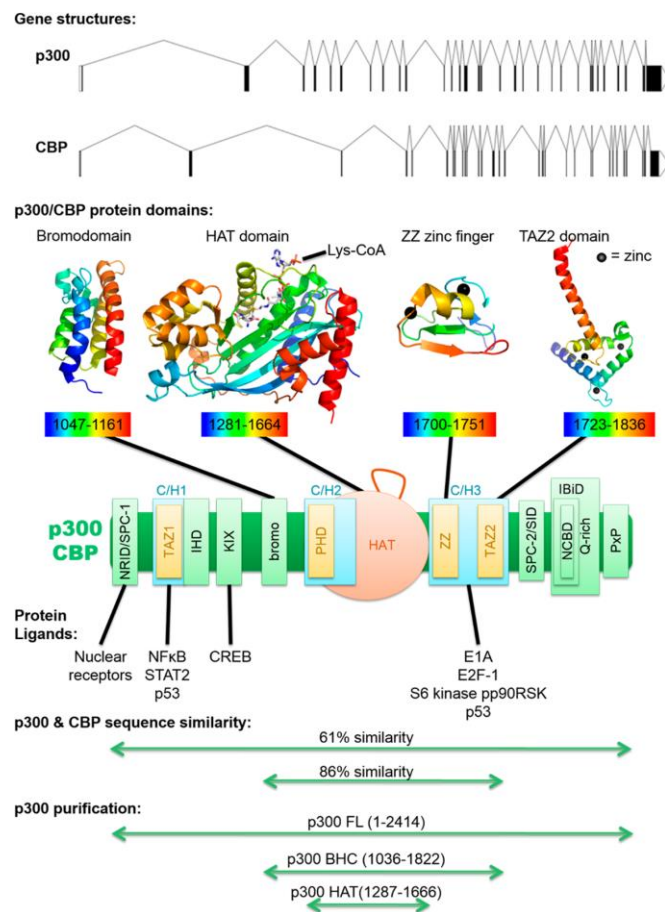 Gene structures:
p300
CBP
p300/CBP protein domains:
Bromodomain
HAT domain
ZZ zinc finger
TAZ2 domain
Lys-CoA
= zinc
1047-1161
1281-1664
1700-1751
1723-1836
C/H1
C/H2
C/H3
IBiD
p300
CBP
NRID/SPC-1
TAZ1
IHD
KIX
bromo
PHD
HAT
ZZ
TAZ2
SPC-2/SID
NCBD
Q-rich
PxP
Protein
Ligands:
Nuclear
receptors
NFκB
STAT2
p53
CREB
E1A
E2F-1
S6 kinase pp90RSK
p53
p300 & CBP sequence similarity:
61% similarity
86% similarity
p300 purification:
p300 FL (1-2414)
p300 BHC (1036-1822)
p300 HAT(1287-1666)